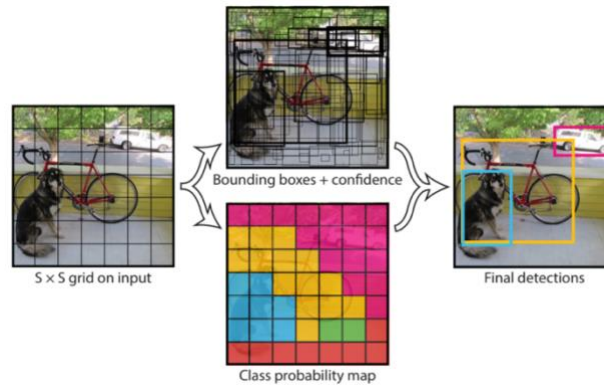 Bounding boxes + confidence
S × S grid on input
Final detections
Class probability map